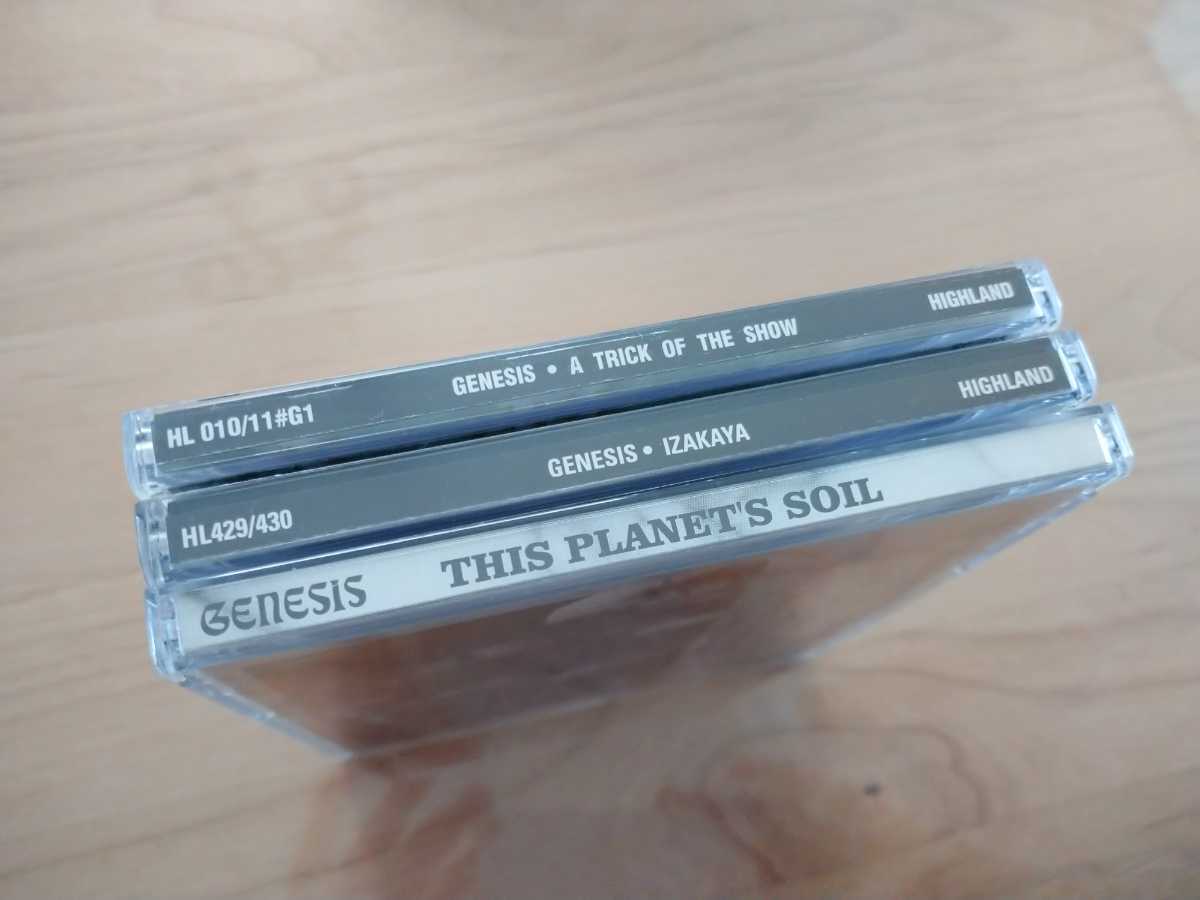 HL 010/11#G1 GENESIS • A TRICK OF THE SHOW HIGHLAND
HL429/430 GENESIS • IZAKAYA HIGHLAND
GENESIS THIS PLANET'S SOIL